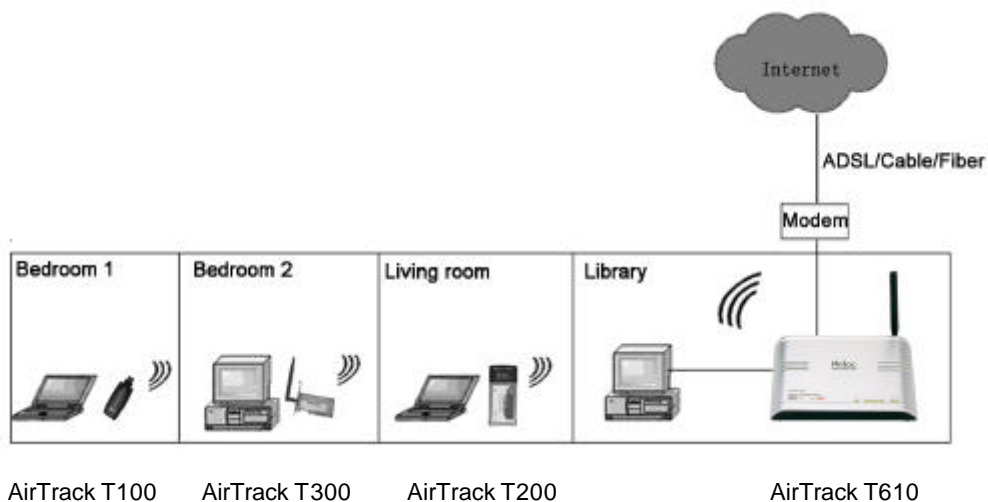 Internet
ADSL/Cable/Fiber
Modem
Bedroom 1
Bedroom 2
Living room
Library
AirTrack T100
AirTrack T300
AirTrack T200
AirTrack T610